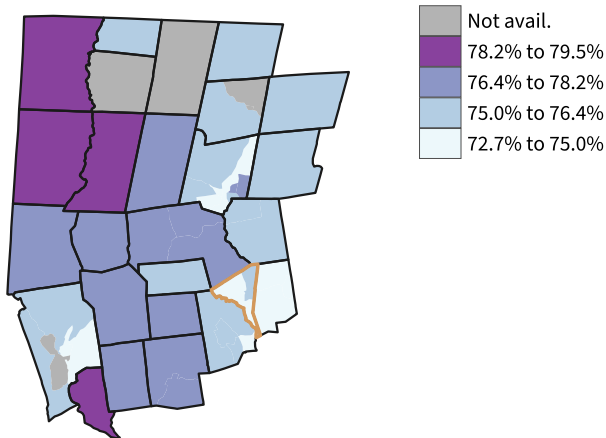 Not avail.
78.2% to 79.5%
76.4% to 78.2%
75.0% to 76.4%
72.7% to 75.0%